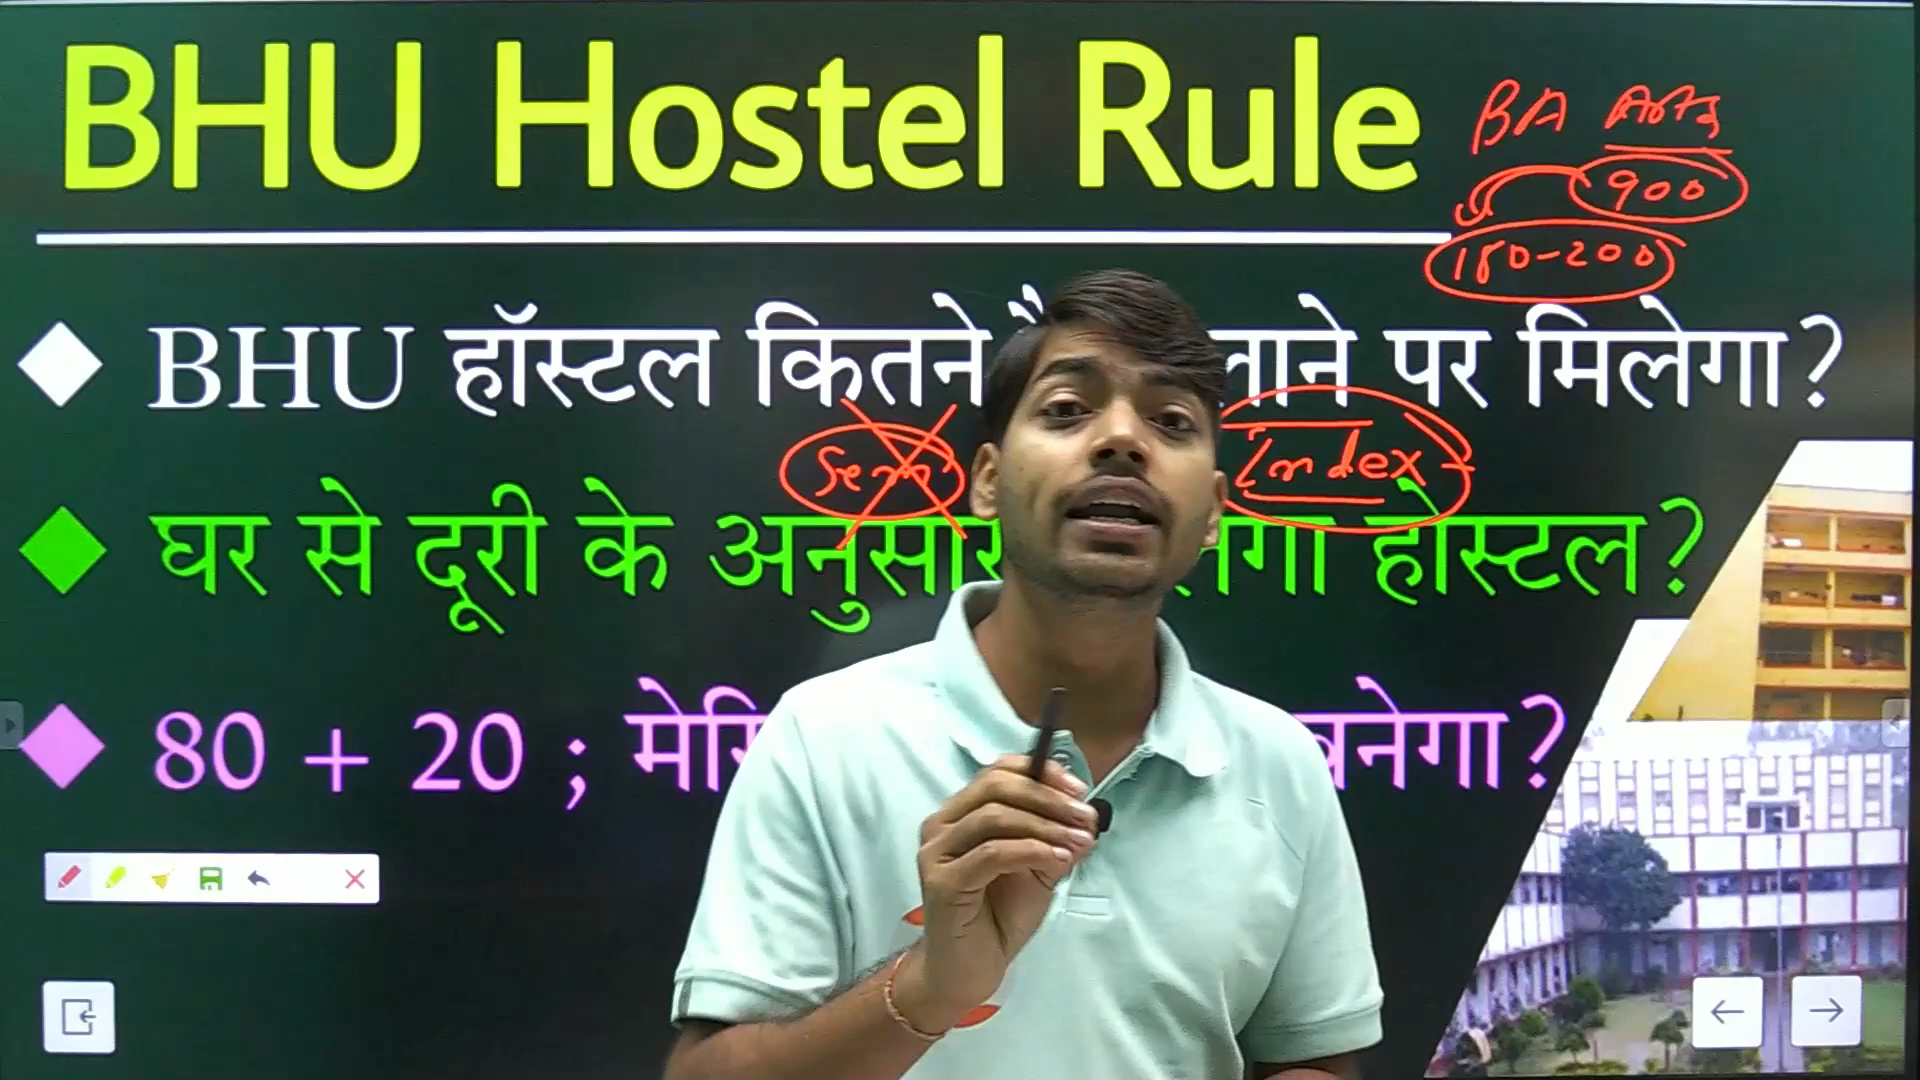 BHU Hostel Rule
BA Arts
900
180-200
BHU हॉस्टल कितने लाने पर मिलेगा?
Sem Index
घर से दूरी के अनुसार होस्टल?
80 + 20 ; बनेगा?